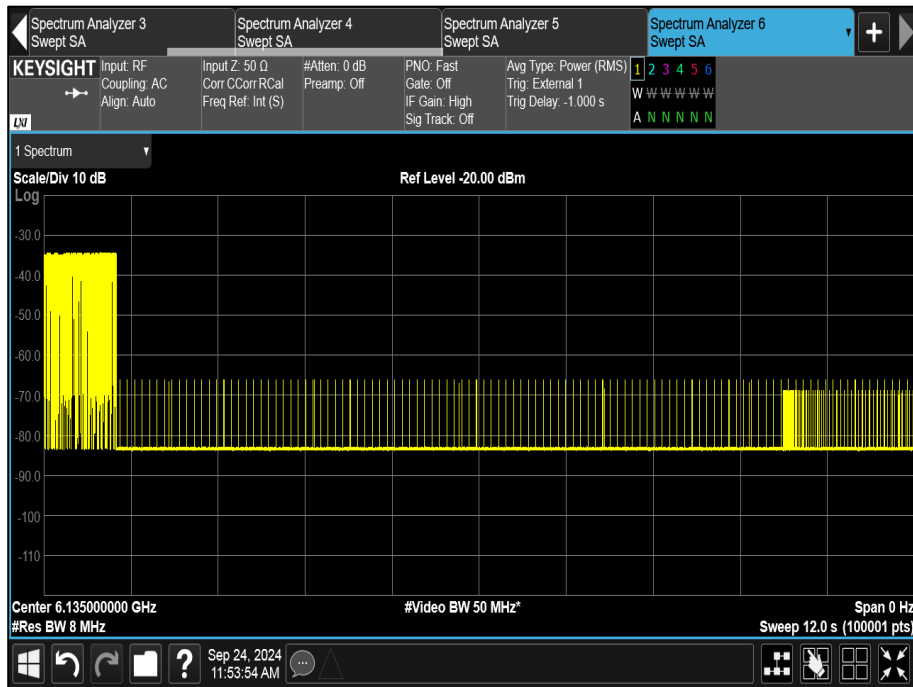 Spectrum Analyzer 3
Swept SA
Spectrum Analyzer 4
Swept SA
Spectrum Analyzer 5
Swept SA
Spectrum Analyzer 6
Swept SA
+
KEYSIGHT
LXI
Input: RF
Coupling: AC
Align: Auto
Input Z: 50 Ω
Corr CCorr RCal
Freq Ref: Int (S)
#Atten: 0 dB
Preamp: Off
PNO: Fast
Gate: Off
IF Gain: High
Sig Track: Off
Avg Type: Power (RMS)
Trig: External 1
Trig Delay: -1.000 s
1 2 3 4 5 6
W W W W W W
A N N N N N
1 Spectrum
Scale/Div 10 dB
Ref Level -20.00 dBm
Log
-30.0
-40.0
-50.0
-60.0
-70.0
-80.0
-90.0
-100
-110
Center 6.135000000 GHz
#Video BW 50 MHz*
Span 0 Hz
#Res BW 8 MHz
Sweep 12.0 s (100001 pts)
?
Sep 24, 2024
11:53:54 AM